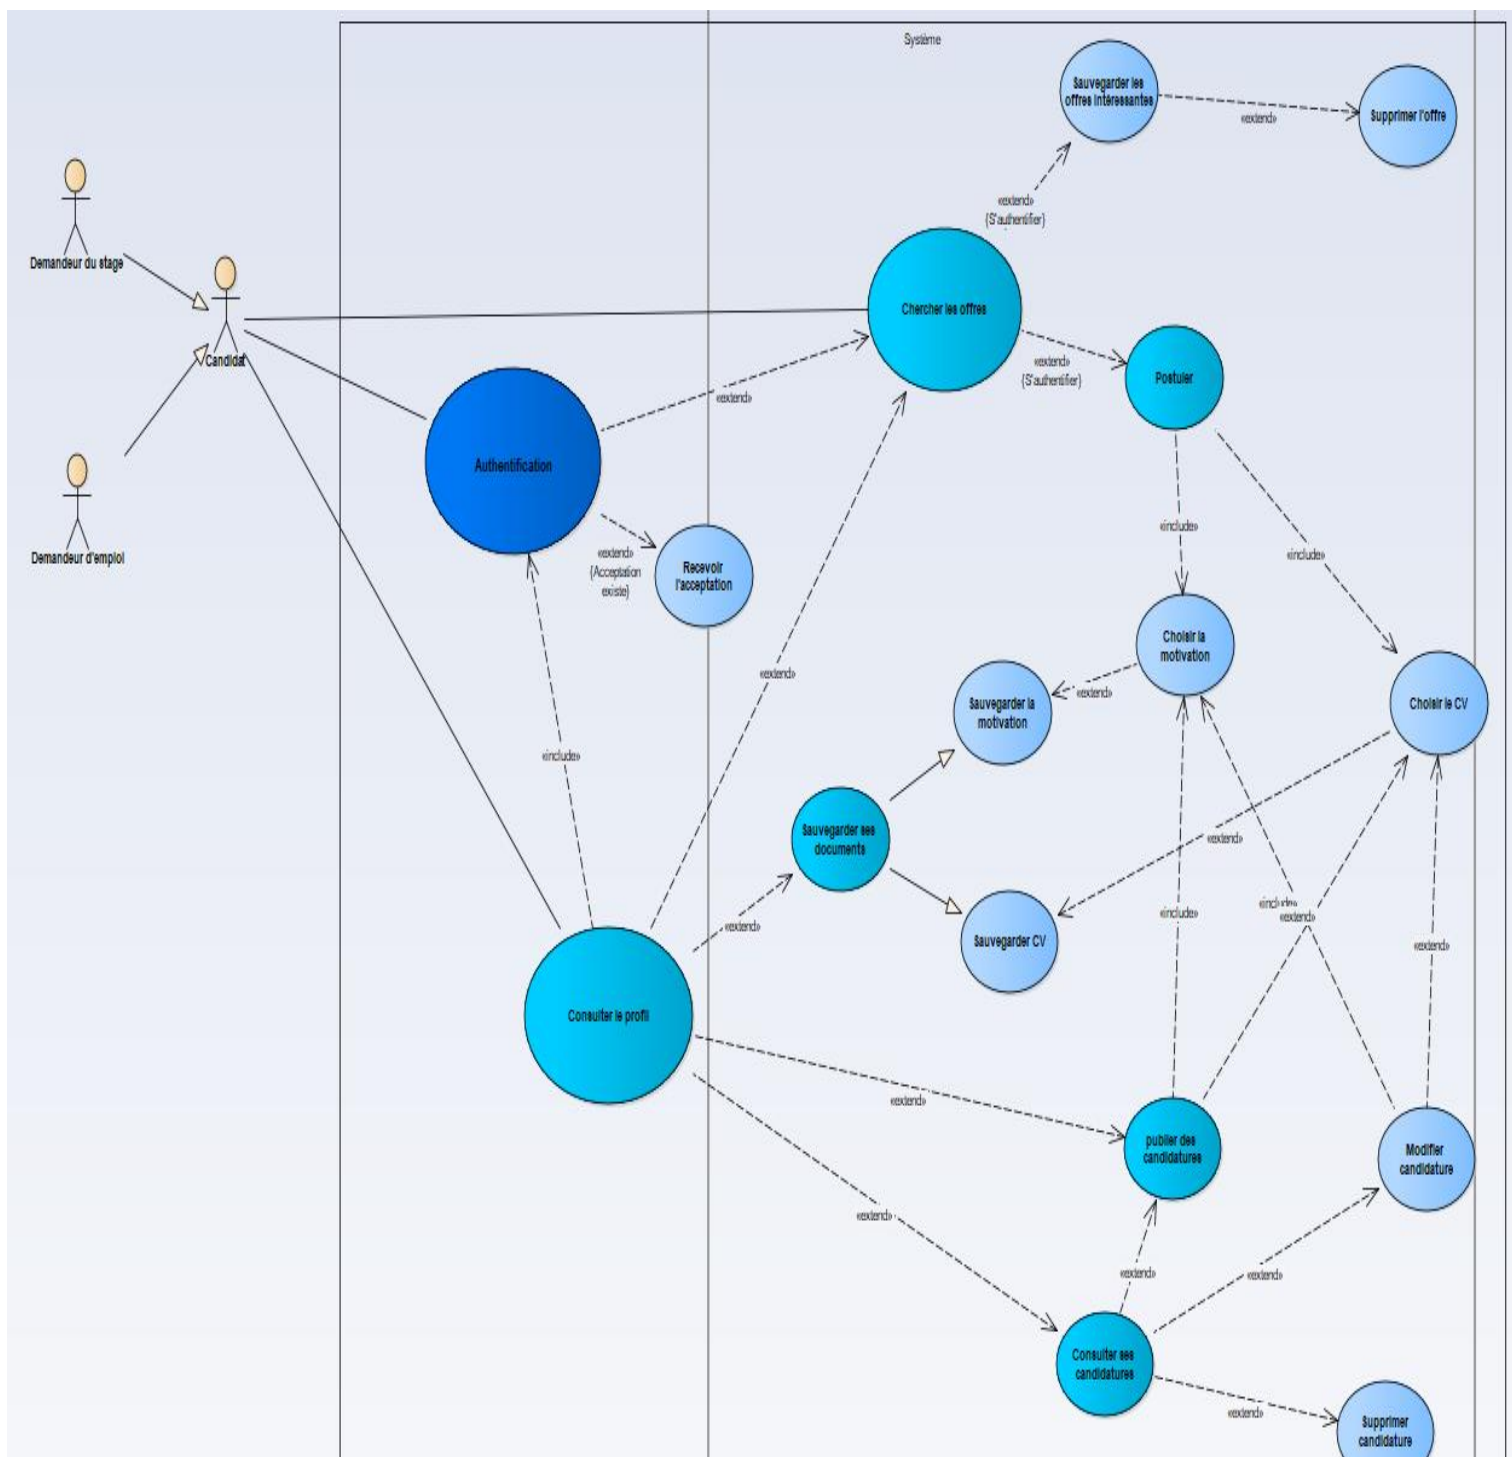 Système
Sauvegarder les
offres intéressantes
«extend»
Supprimer l'offre
«extend»
{S'authentifier}
Demandeur du stage
Candidat
Chercher les offres
«extend»
{S'authentifier}
Postuler
«extend»
Authentification
Demandeur d'emploi
«extend»
{Acceptation
existe}
Recevoir
l'acceptation
«include»
«include»
Choisir la
motivation
«extend»
«extend»
Sauvegarder la
motivation
Choisir le CV
«include»
Sauvegarder ses
documents
«extend»
«extend»
Sauvegarder CV
«include»
«include»
«extend»
«extend»
Consulter le profil
«extend»
publier des
candidatures
Modifier
candidature
«extend»
«extend»
«extend»
Consulter ses
candidatures
«extend»
Supprimer
candidature